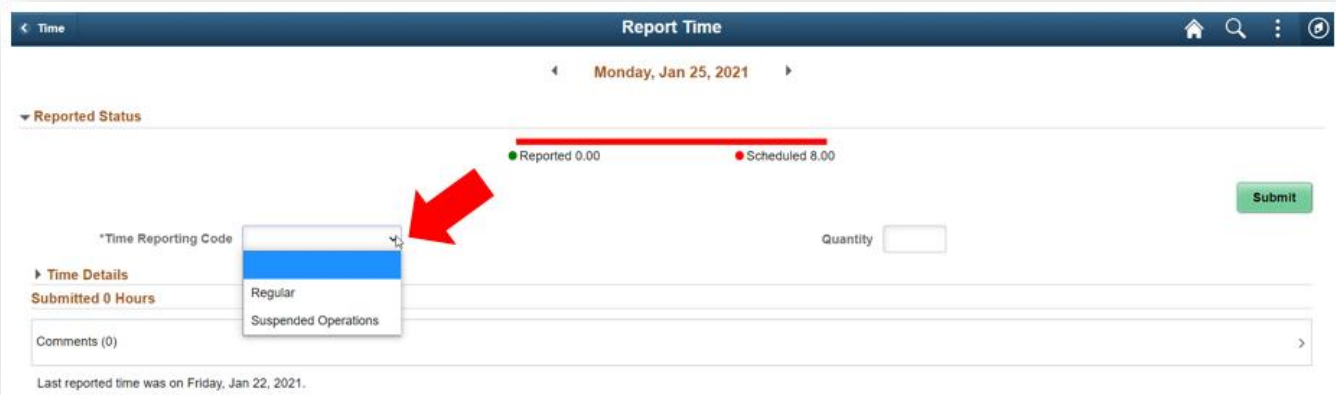 Time
Report Time
Monday, Jan 25, 2021
Reported Status
Reported 0.00
Scheduled 8.00
Submit
*Time Reporting Code
Quantity
Time Details
Regular
Submitted 0 Hours
Suspended Operations
Comments (0)
Last reported time was on Friday, Jan 22, 2021.